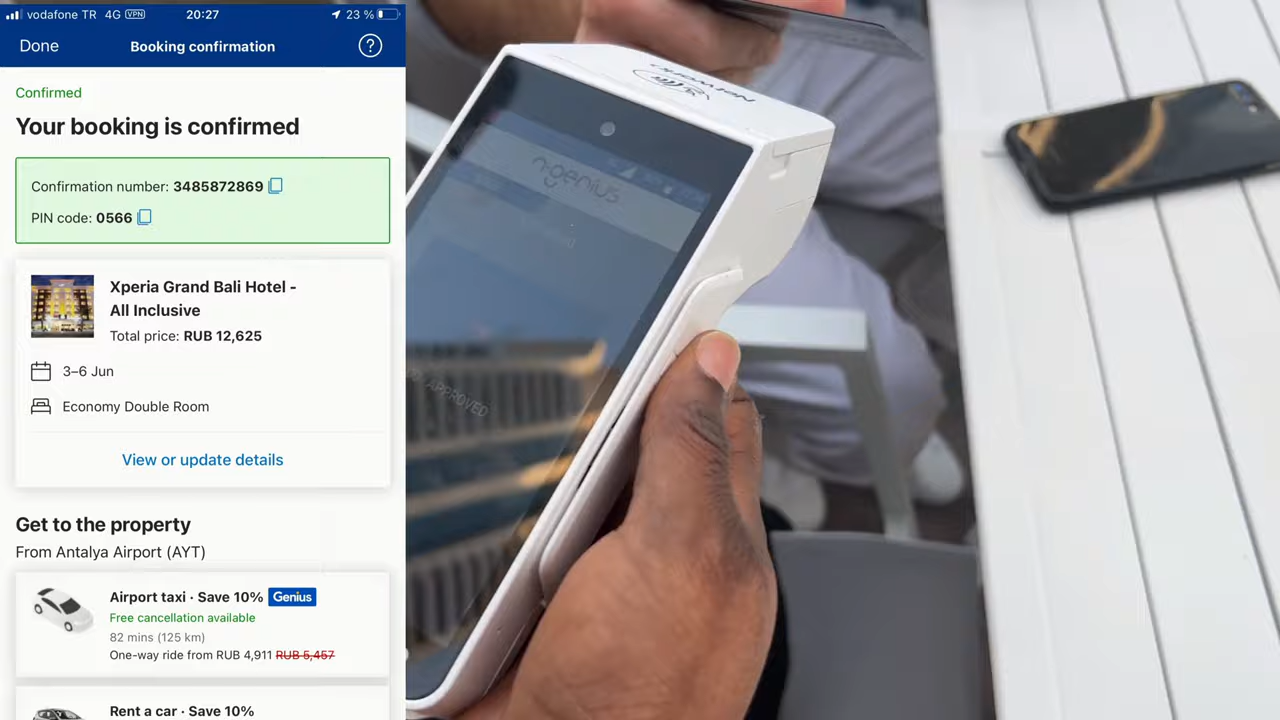 vodafone TR 4G VPN 20:27 23 %
Done Booking confirmation ?
Confirmed
Your booking is confirmed
Confirmation number: 3485872869
PIN code: 0566
Xperia Grand Bali Hotel -
All Inclusive
Total price: RUB 12,625
3–6 Jun
Economy Double Room
View or update details
Get to the property
From Antalya Airport (AYT)
Airport taxi · Save 10% Genius
Free cancellation available
82 mins (125 km)
One-way ride from RUB 4,911 RUB 5,457
Rent a car · Save 10%
Network
n·genius
APPROVED